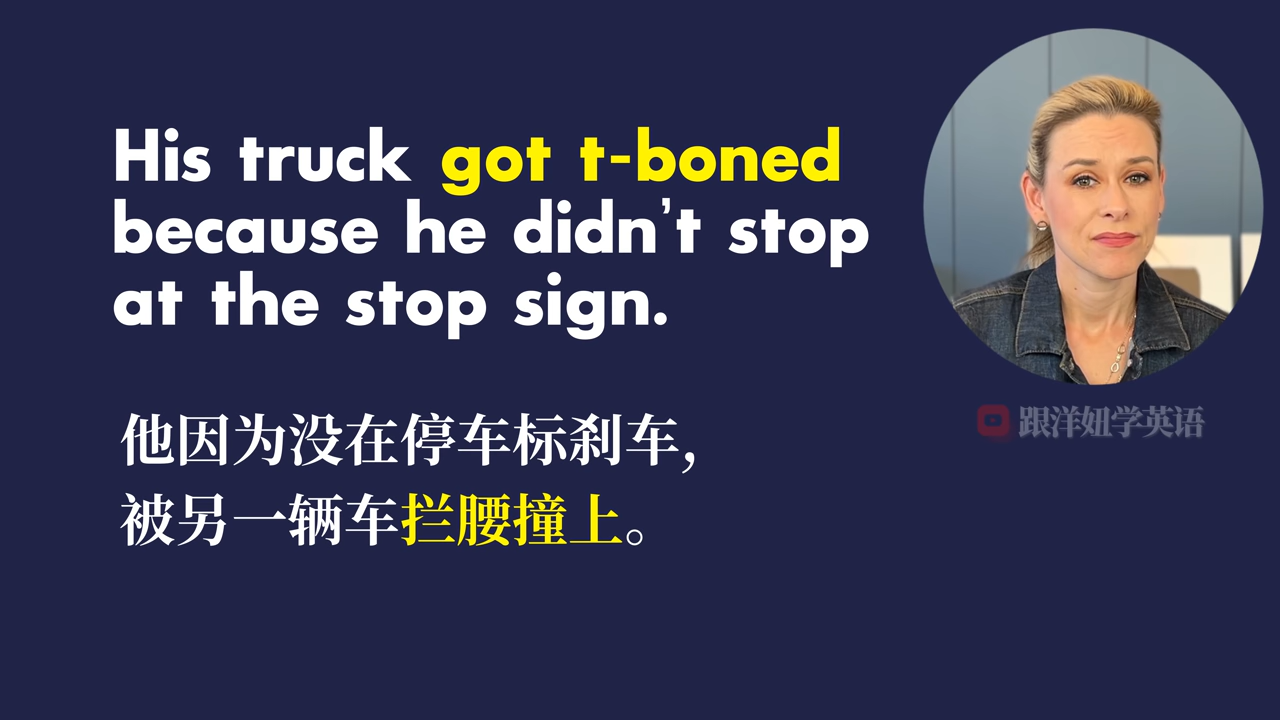 His truck got t-boned
because he didn't stop
at the stop sign.
他因为没在停车标刹车,
被另一辆车拦腰撞上。
跟洋妞学英语